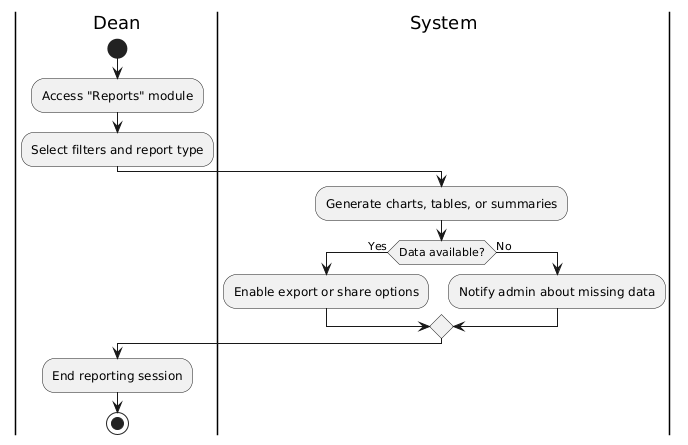 Dean
System
Access "Reports" module
Select filters and report type
Generate charts, tables, or summaries
Data available?
Yes
No
Enable export or share options
Notify admin about missing data
End reporting session